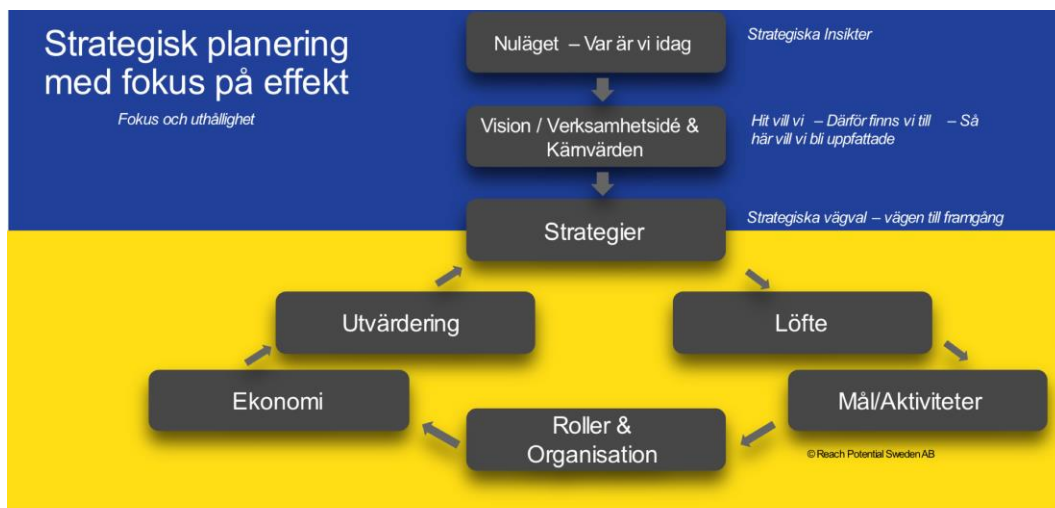 Strategisk planering
med fokus på effekt
Fokus och uthållighet
Nuläget – Var är vi idag
Strategiska Insikter
Vision / Verksamhetsidé &
Kärnvärden
Hit vill vi – Därför finns vi till – Så
här vill vi bli uppfattade
Strategier
Strategiska vägval – vägen till framgång
Utvärdering
Löfte
Ekonomi
Mål/Aktiviteter
Roller &
Organisation
© Reach Potential Sweden AB